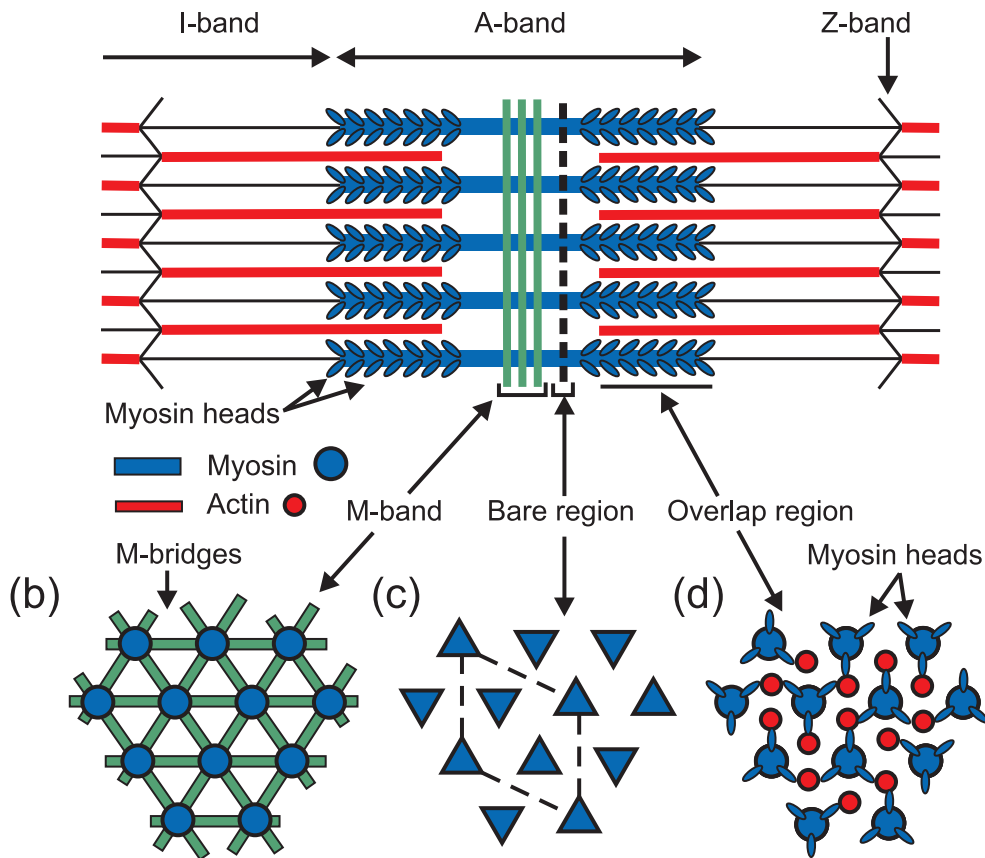 I-band
A-band
Z-band
Myosin heads
Myosin
Actin
M-band
Bare region
Overlap region
M-bridges
Myosin heads
(b)
(c)
(d)